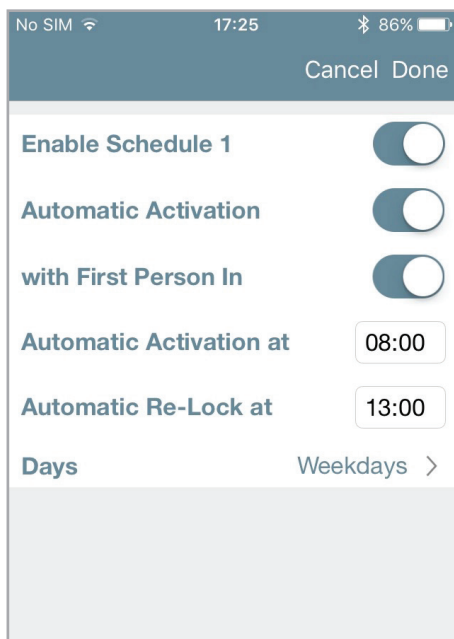 No SIM 17:25 86%
Cancel Done
Enable Schedule 1
Automatic Activation
with First Person In
Automatic Activation at 08:00
Automatic Re-Lock at 13:00
Days Weekdays >